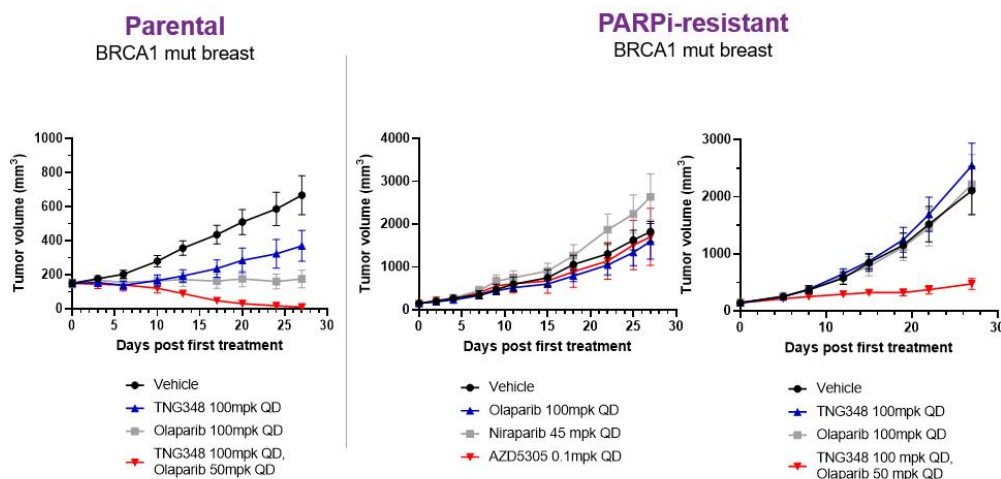 Parental
BRCA1 mut breast
PARPi-resistant
BRCA1 mut breast
Tumor volume (mm³)
1000
800
600
400
200
0
0 5 10 15 20 25 30
Days post first treatment
Vehicle
TNG348 100mpk QD
Olaparib 100mpk QD
TNG348 100mpk QD,
Olaparib 50mpk QD
Tumor volume (mm³)
4000
3000
2000
1000
0
0 5 10 15 20 25 30
Days post first treatment
Vehicle
Olaparib 100mpk QD
Niraparib 45 mpk QD
AZD5305 0.1mpk QD
Tumor volume (mm³)
3000
2000
1000
0
0 10 20 30
Days post first treatment
Vehicle
TNG348 100mpk QD
Olaparib 100mpk QD
TNG348 100 mpk QD,
Olaparib 50 mpk QD